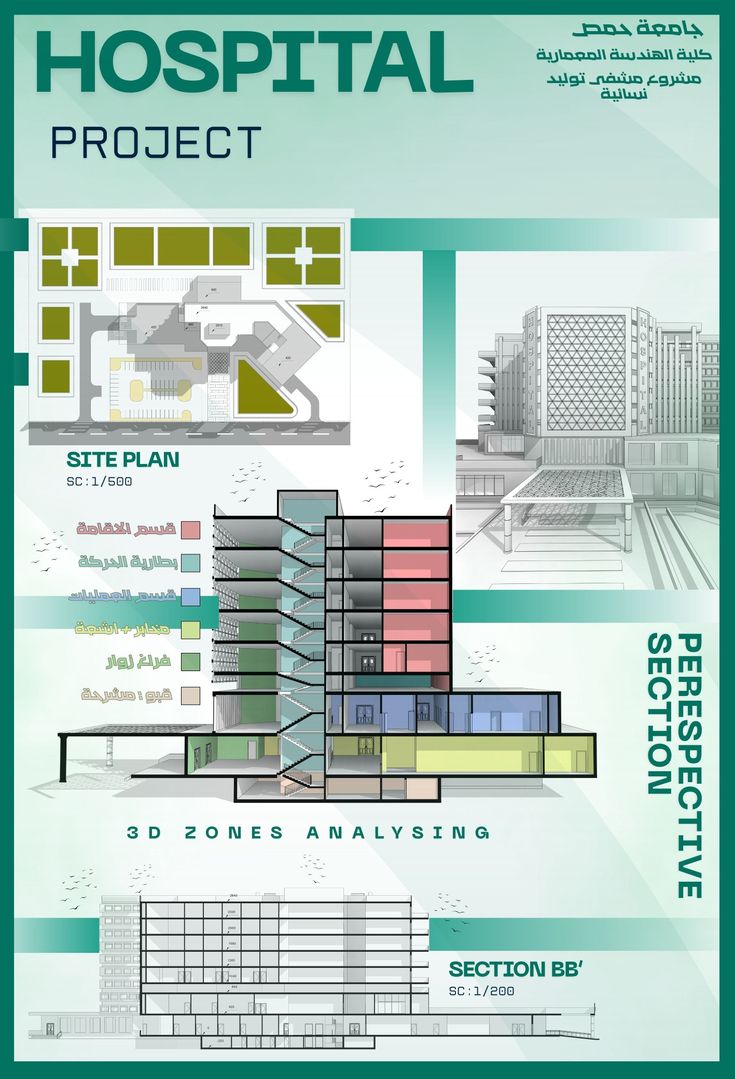 HOSPITAL
PROJECT
جامعة حمص
كلية الهندسة المعمارية
مشروع مشفى توليد
نسائية
HOSPITAL
HOSPITAL
SITE PLAN
SC:1/500
قسم الاقامة
بطارية الحركة
قسم العمليات
مخابر + اشعة
فراغ زوار
قبو : مشرحة
PERESPECTIVE
SECTION
3D ZONES ANALYSING
SECTION BB'
SC:1/200